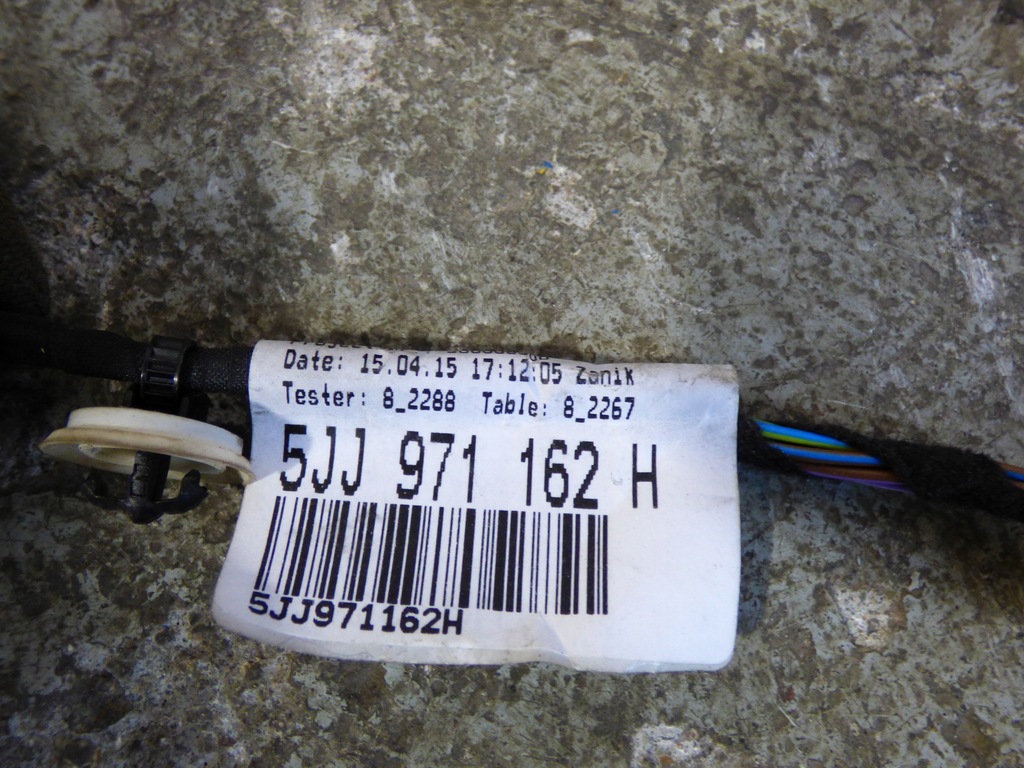 Date: 15.04.15 17:12:05 Zanik
Tester: 8_2288 Table: 8_2267
5JJ 971 162 H
5JJ971162H